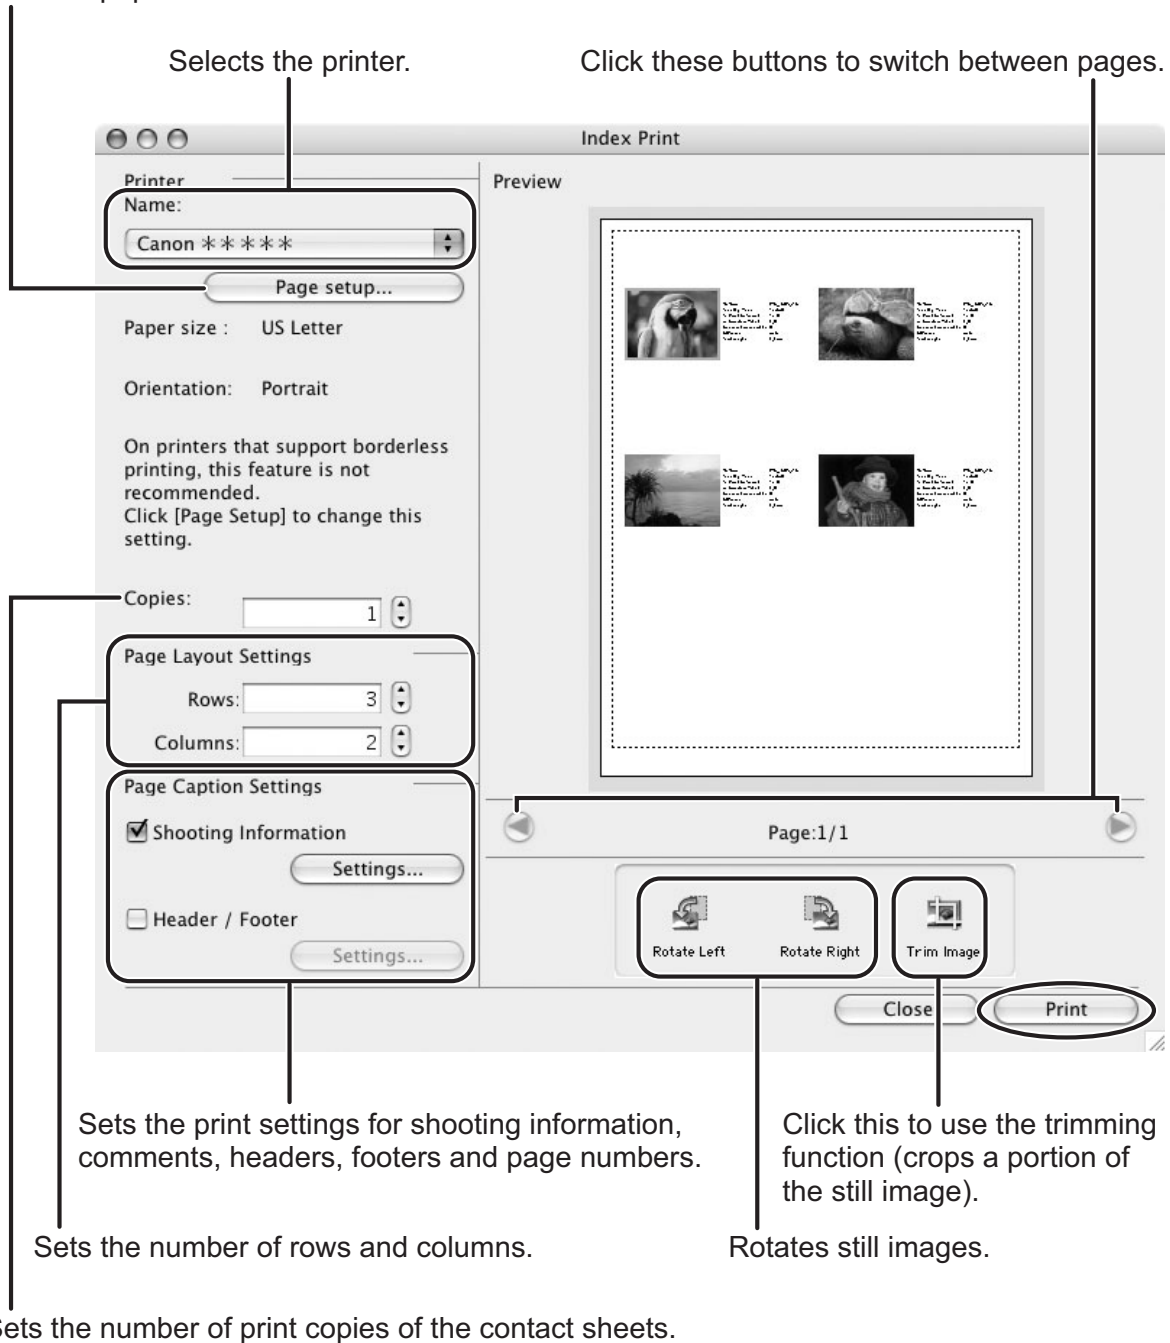 Selects the printer.
Click these buttons to switch between pages.
Index Print
Printer
Name:
Canon ＊＊＊＊＊
Page setup...
Paper size : US Letter
Orientation: Portrait
On printers that support borderless
printing, this feature is not
recommended.
Click [Page Setup] to change this
setting.
Copies: 1
Page Layout Settings
Rows: 3
Columns: 2
Page Caption Settings
Shooting Information
Settings...
Header / Footer
Settings...
Preview
Page:1/1
Rotate Left
Rotate Right
Trim Image
Close
Print
Sets the print settings for shooting information,
comments, headers, footers and page numbers.
Click this to use the trimming
function (crops a portion of
the still image).
Sets the number of rows and columns.
Rotates still images.
Sets the number of print copies of the contact sheets.